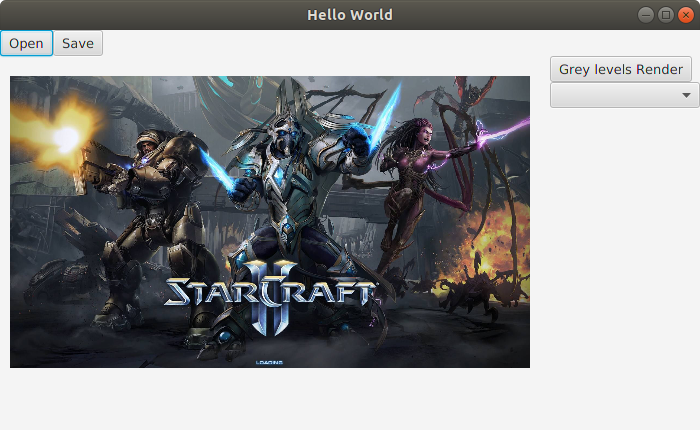 Hello World
Open Save
Grey levels Render
STARCRAFT
II
LOADING